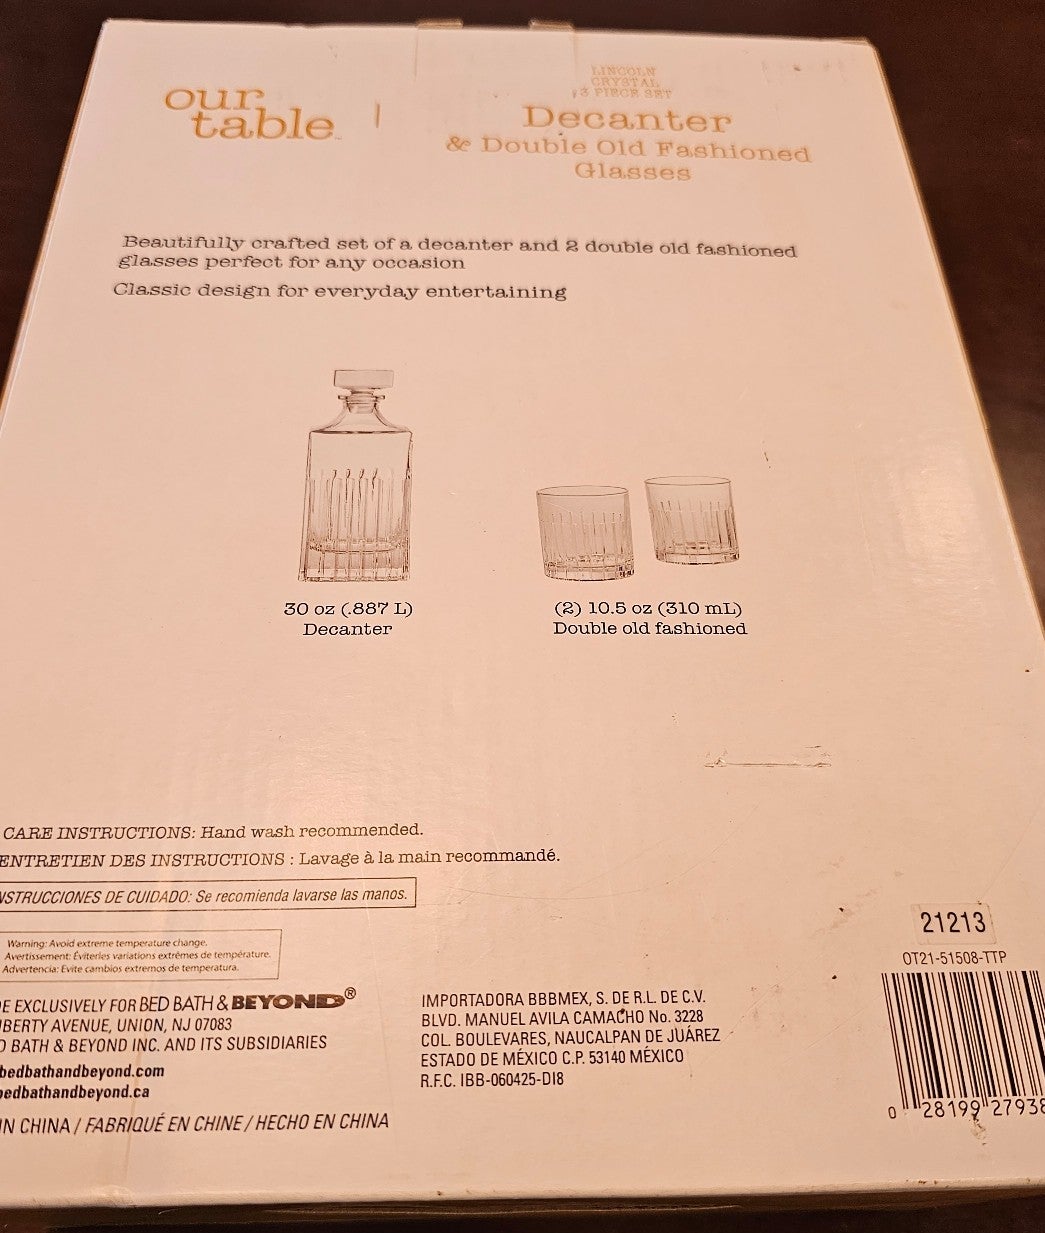 our
table
LINCOLN
CRYSTAL
3 PIECE SET
Decanter
& Double Old Fashioned
Glasses
Beautifully crafted set of a decanter and 2 double old fashioned
glasses perfect for any occasion
Classic design for everyday entertaining
30 oz (.887 L)
Decanter
(2) 10.5 oz (310 mL)
Double old fashioned
CARE INSTRUCTIONS: Hand wash recommended.
ENTRETIEN DES INSTRUCTIONS : Lavage à la main recommandé.
NSTRUCCIONES DE CUIDADO: Se recomienda lavarse las manos.
Warning: Avoid extreme temperature change.
Avertissement: Éviterles variations extrêmes de température.
Advertencia: Evite cambios extremos de temperatura.
E EXCLUSIVELY FOR BED BATH & BEYOND®
BERTY AVENUE, UNION, NJ 07083
BATH & BEYOND INC. AND ITS SUBSIDIARIES
bedbathandbeyond.com
bedbathandbeyond.ca
IN CHINA / FABRIQUÉ EN CHINE / HECHO EN CHINA
IMPORTADORA BBBMEX, S. DE R.L. DE C.V.
BLVD. MANUEL AVILA CAMACHO No. 3228
COL. BOULEVARES, NAUCALPAN DE JUÁREZ
ESTADO DE MÉXICO C.P. 53140 MÉXICO
R.F.C. IBB-060425-DI8
21213
OT21-51508-TTP
0 28199 27938